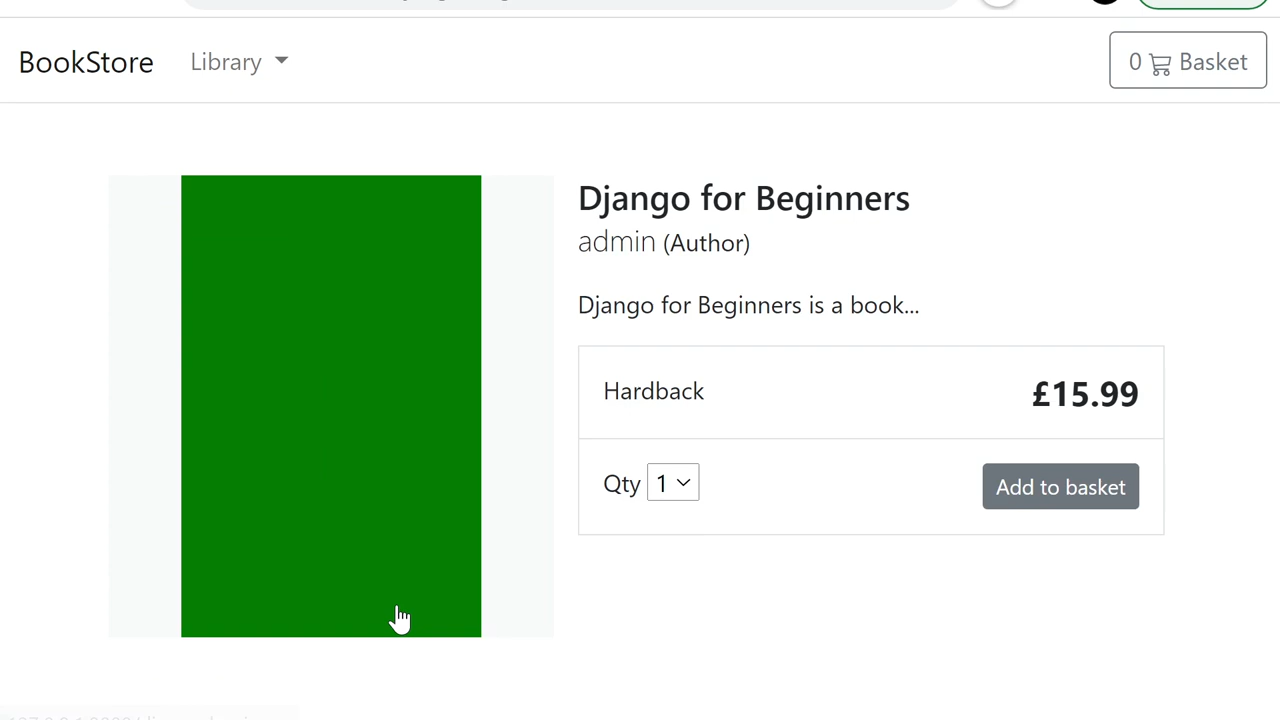 BookStore
Library
0 Basket
Django for Beginners
admin (Author)
Django for Beginners is a book...
Hardback
£15.99
Qty 1
Add to basket